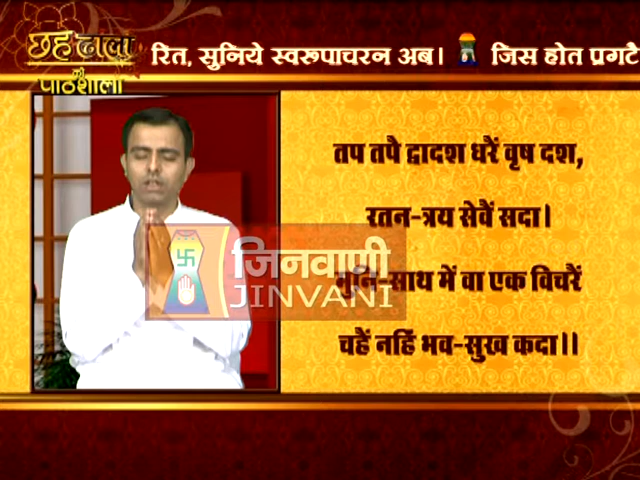 छह ढाला
की
पाठशाला
रित, सुनिये स्वरूपाचरन अब। जिस होत प्रगटै
तप तपै द्वादश धरैं वृष दश,
रतन-त्रय सेवैं सदा।
मुनि-साथ में वा एक विचरैं
चहैं नहिं भव-सुख कदा।।
जिनवाणी
JINVANI